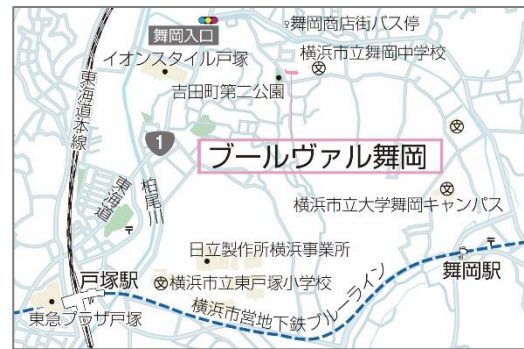 舞岡入口
舞岡商店街バス停
イオンスタイル戸塚
横浜市立舞岡中学校
吉田町第二公園
東海道本線
1
ブールヴァル舞岡
東海道
柏尾川
横浜市立大学舞岡キャンパス
日立製作所横浜事業所
舞岡駅
戸塚駅
横浜市立東戸塚小学校
横浜市営地下鉄ブルーライン
東急プラザ戸塚